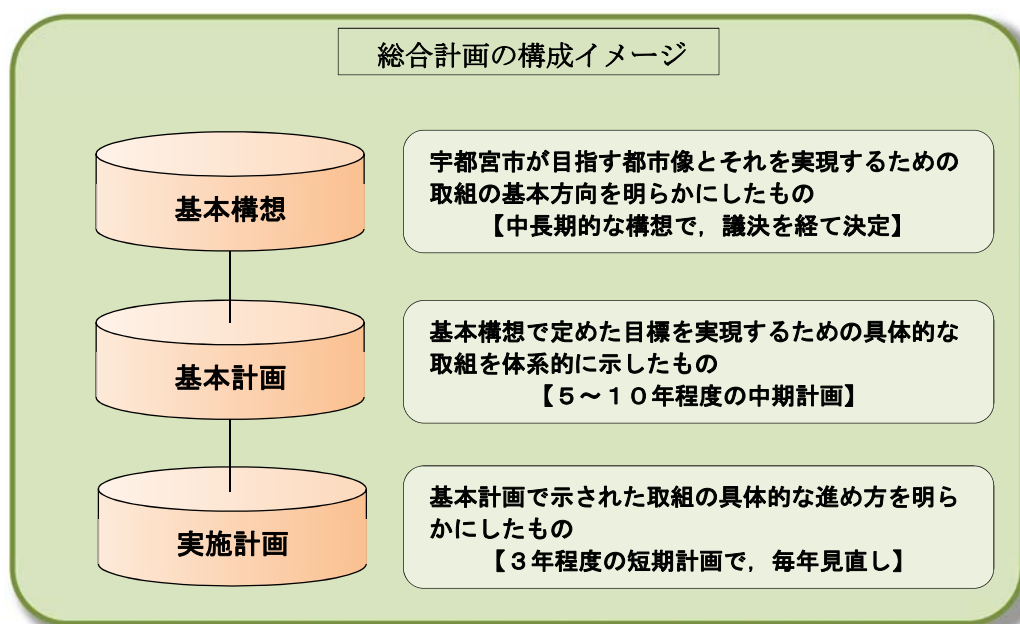 総合計画の構成イメージ
基本構想
宇都宮市が目指す都市像とそれを実現するための
取組の基本方向を明らかにしたもの
【中長期的な構想で，議決を経て決定】
基本計画
基本構想で定めた目標を実現するための具体的な
取組を体系的に示したもの
【５～１０年程度の中期計画】
実施計画
基本計画で示された取組の具体的な進め方を明ら
かにしたもの
【３年程度の短期計画で，毎年見直し】